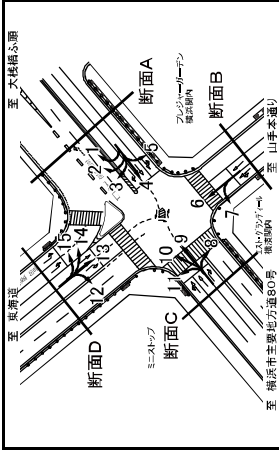 至 大桟橋ふ頭
断面A
プレジャーガーデン
横浜関内
断面B
至 山手本通り
1
2
3
4
5
6
7
エスト・グランディール
横濱関内
8
9
10
11
断面C
ミニストップ
12
13
14
15
断面D
至 東海道
至 横浜市主要地方道80号